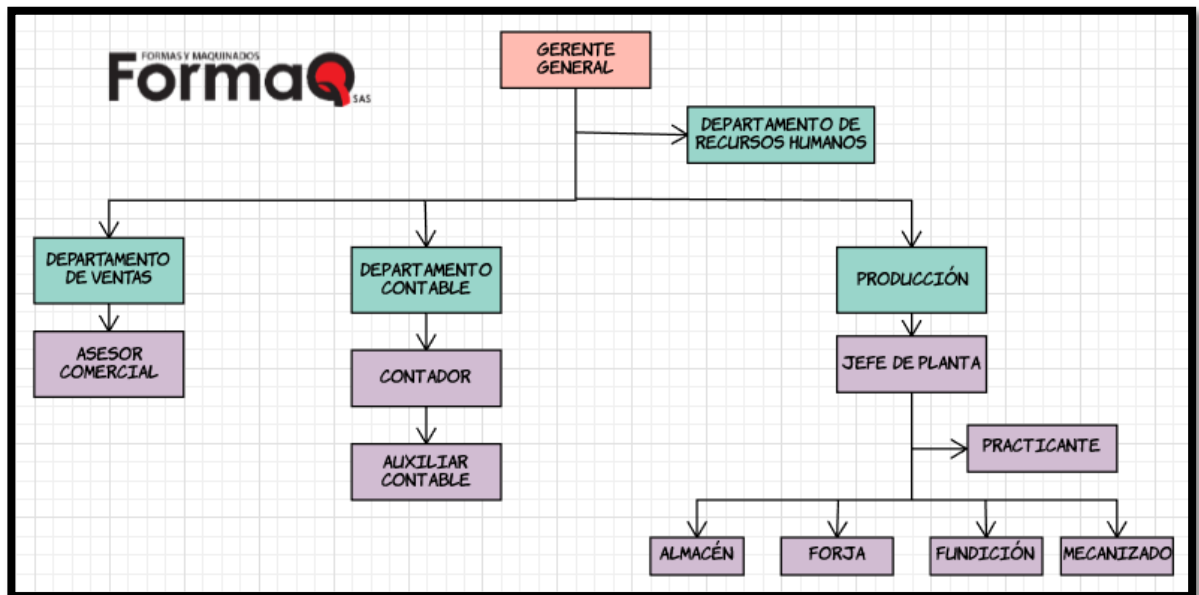 FORMAS Y MAQUINADOS
FormaQ
SAS
GERENTE
GENERAL
DEPARTAMENTO DE
RECURSOS HUMANOS
DEPARTAMENTO
DE VENTAS
DEPARTAMENTO
CONTABLE
PRODUCCIÓN
ASESOR
COMERCIAL
CONTADOR
JEFE DE PLANTA
AUXILIAR
CONTABLE
PRACTICANTE
ALMACÉN
FORJA
FUNDICIÓN
MECANIZADO